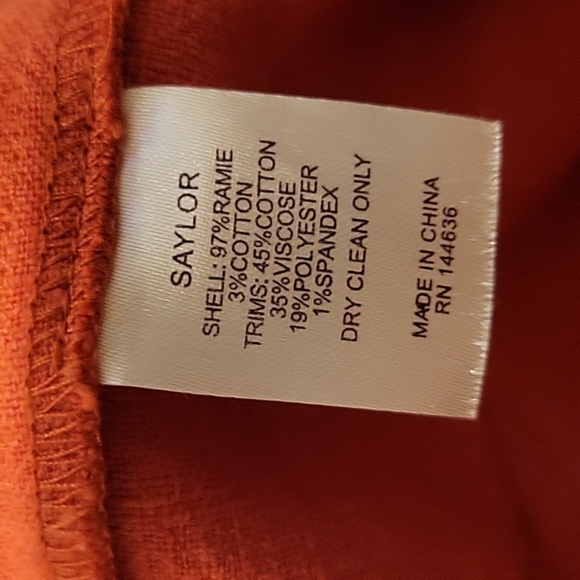 SAYLOR
SHELL: 97%RAMIE
3%COTTON
TRIMS: 45%COTTON
35%VISCOSE
19%POLYESTER
1%SPANDEX
DRY CLEAN ONLY
MADE IN CHINA
RN 144636